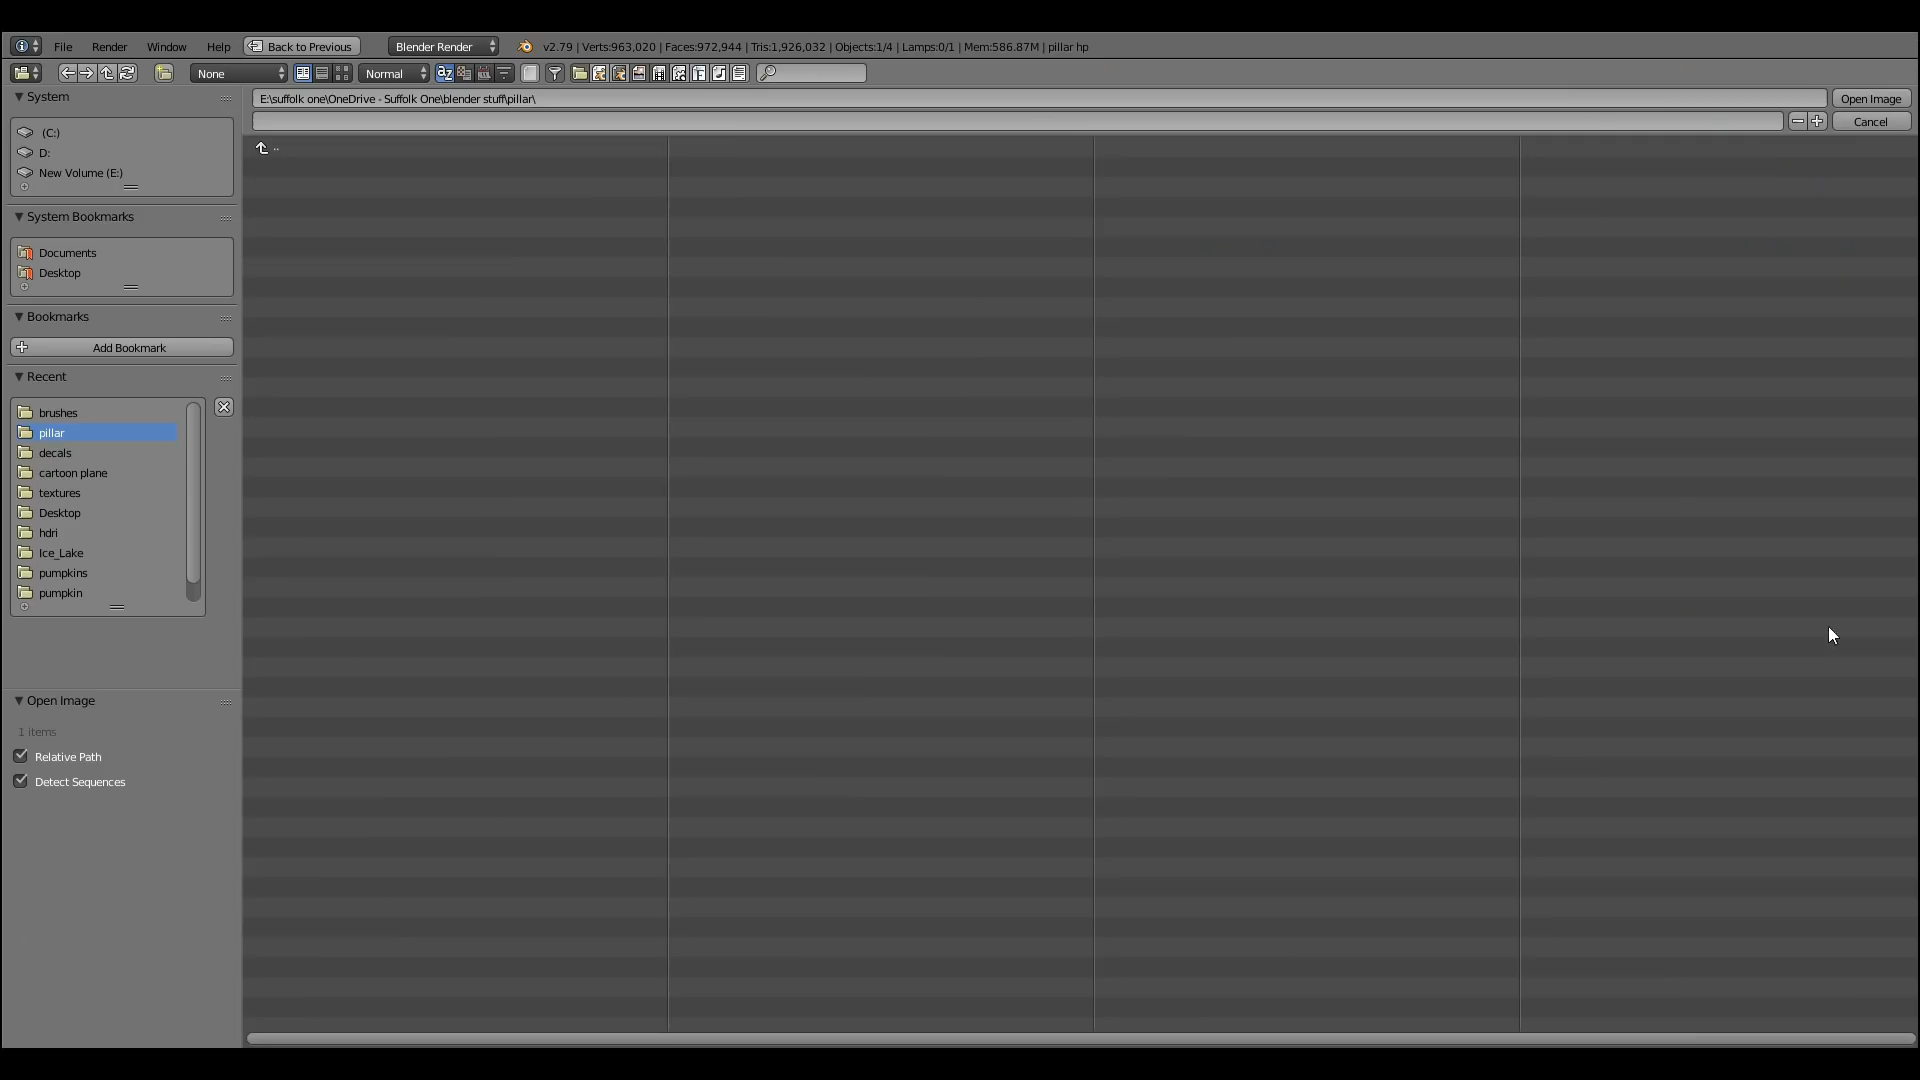 File Render Window Help Back to Previous Blender Render v2.79 | Verts:963,020 | Faces:972,944 | Tris:1,926,032 | Objects:1/4 | Lamps:0/1 | Mem:586.87M | pillar hp
None Normal
System
E:\suffolk one\OneDrive - Suffolk One\blender stuff\pillar\ Open Image
Cancel
..
(C:)
D:
New Volume (E:)
System Bookmarks
Documents
Desktop
Bookmarks
Add Bookmark
Recent
brushes
pillar
decals
cartoon plane
textures
Desktop
hdri
Ice_Lake
pumpkins
pumpkin
Open Image
1 items
Relative Path
Detect Sequences